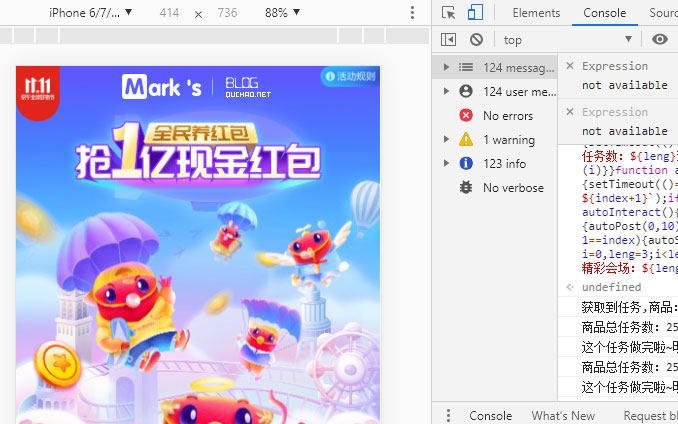 iPhone 6/7/... ▼ 414 × 736 88% ▼
Elements Console Sourc
top
11.11
Mark 's BLOG
QUCHAO.NET
活动规则
全民养红包
抢1亿现金红包
124 messag...
124 user me...
No errors
1 warning
123 info
No verbose
Expression
not available
Expression
not available
任务数: ${leng}
(i)}}function a
{setTimeout(()=
${index+1}`);if
autoInteract(){
{autoPost(0,10)
1==index){autoS
i=0,leng=3;i<le
精彩会场: ${leng
undefined
获取到任务,商品:
商品总任务数: 25
这个任务做完啦~明
商品总任务数: 25
这个任务做完啦~明
Console What's New Request bl